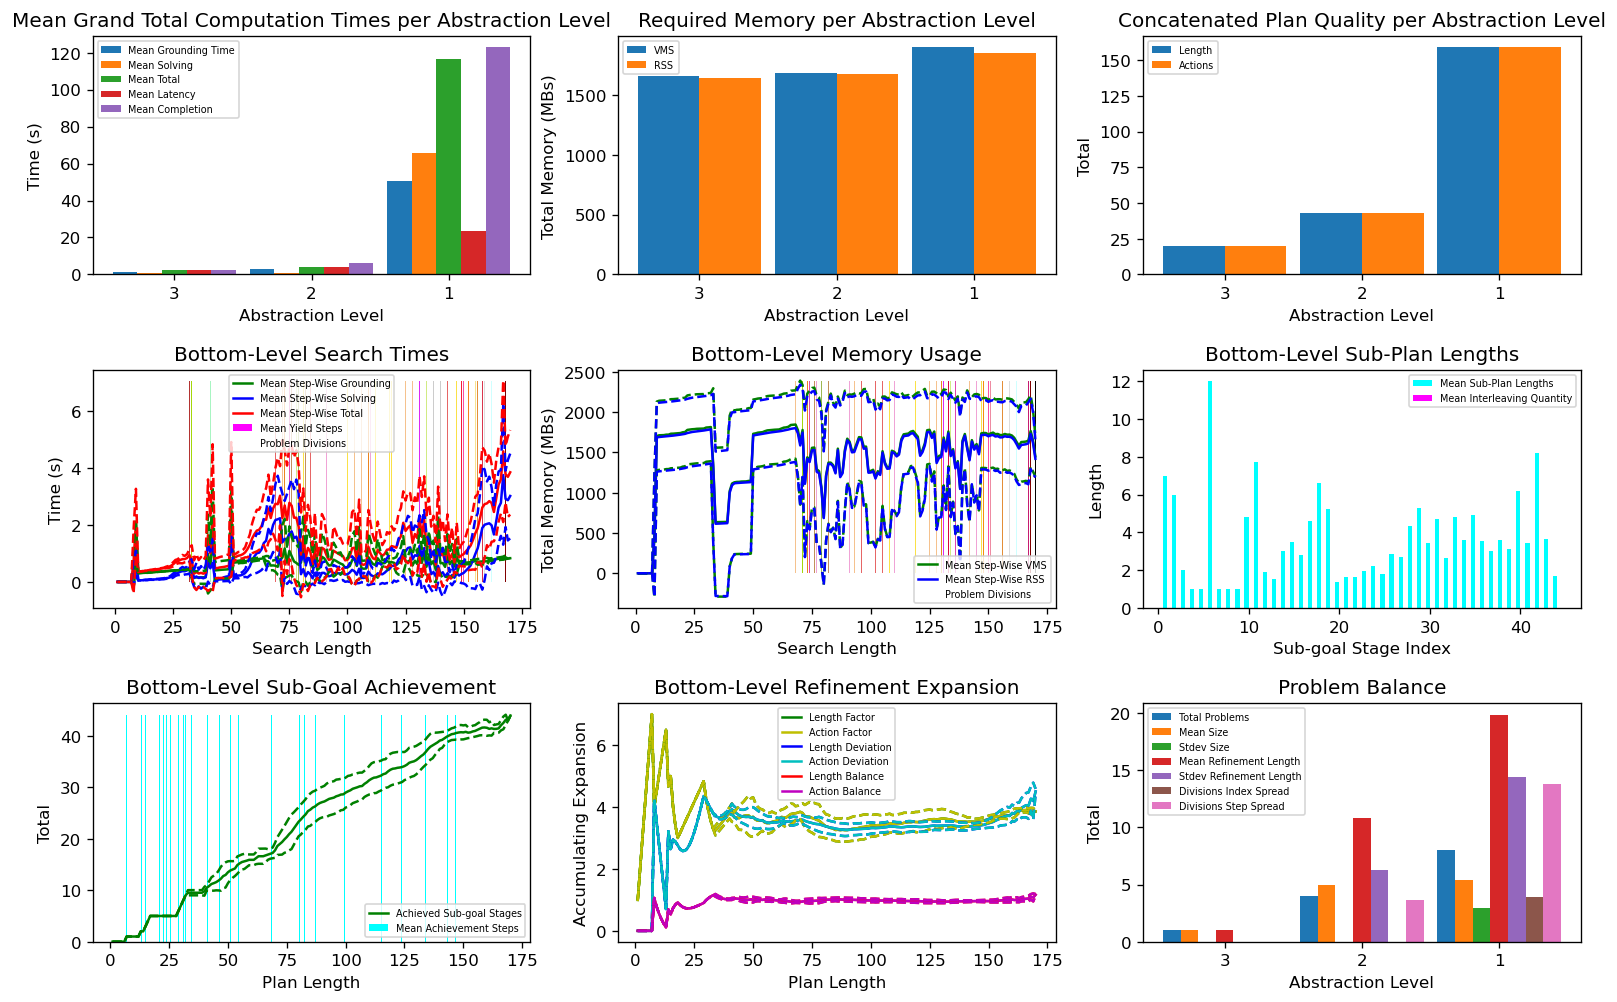 Mean Grand Total Computation Times per Abstraction Level
Required Memory per Abstraction Level
Concatenated Plan Quality per Abstraction Level
Time (s)
120
100
80
60
40
20
0
Mean Grounding Time
Mean Solving
Mean Total
Mean Latency
Mean Completion
3 2 1
Abstraction Level
Total Memory (MBs)
1500
1000
500
0
VMS
RSS
3 2 1
Abstraction Level
Total
150
125
100
75
50
25
0
Length
Actions
3 2 1
Abstraction Level
Bottom-Level Search Times
Bottom-Level Memory Usage
Bottom-Level Sub-Plan Lengths
Time (s)
6
4
2
0
Mean Step-Wise Grounding
Mean Step-Wise Solving
Mean Step-Wise Total
Mean Yield Steps
Problem Divisions
0 25 50 75 100 125 150 175
Search Length
Total Memory (MBs)
2500
2000
1500
1000
500
0
Mean Step-Wise VMS
Mean Step-Wise RSS
Problem Divisions
0 25 50 75 100 125 150 175
Search Length
Length
12
10
8
6
4
2
0
Mean Sub-Plan Lengths
Mean Interleaving Quantity
0 10 20 30 40
Sub-goal Stage Index
Bottom-Level Sub-Goal Achievement
Bottom-Level Refinement Expansion
Problem Balance
Total
40
30
20
10
0
Achieved Sub-goal Stages
Mean Achievement Steps
0 25 50 75 100 125 150 175
Plan Length
Accumulating Expansion
6
4
2
0
Length Factor
Action Factor
Length Deviation
Action Deviation
Length Balance
Action Balance
0 25 50 75 100 125 150 175
Plan Length
Total
20
15
10
5
0
Total Problems
Mean Size
Stdev Size
Mean Refinement Length
Stdev Refinement Length
Divisions Index Spread
Divisions Step Spread
3 2 1
Abstraction Level